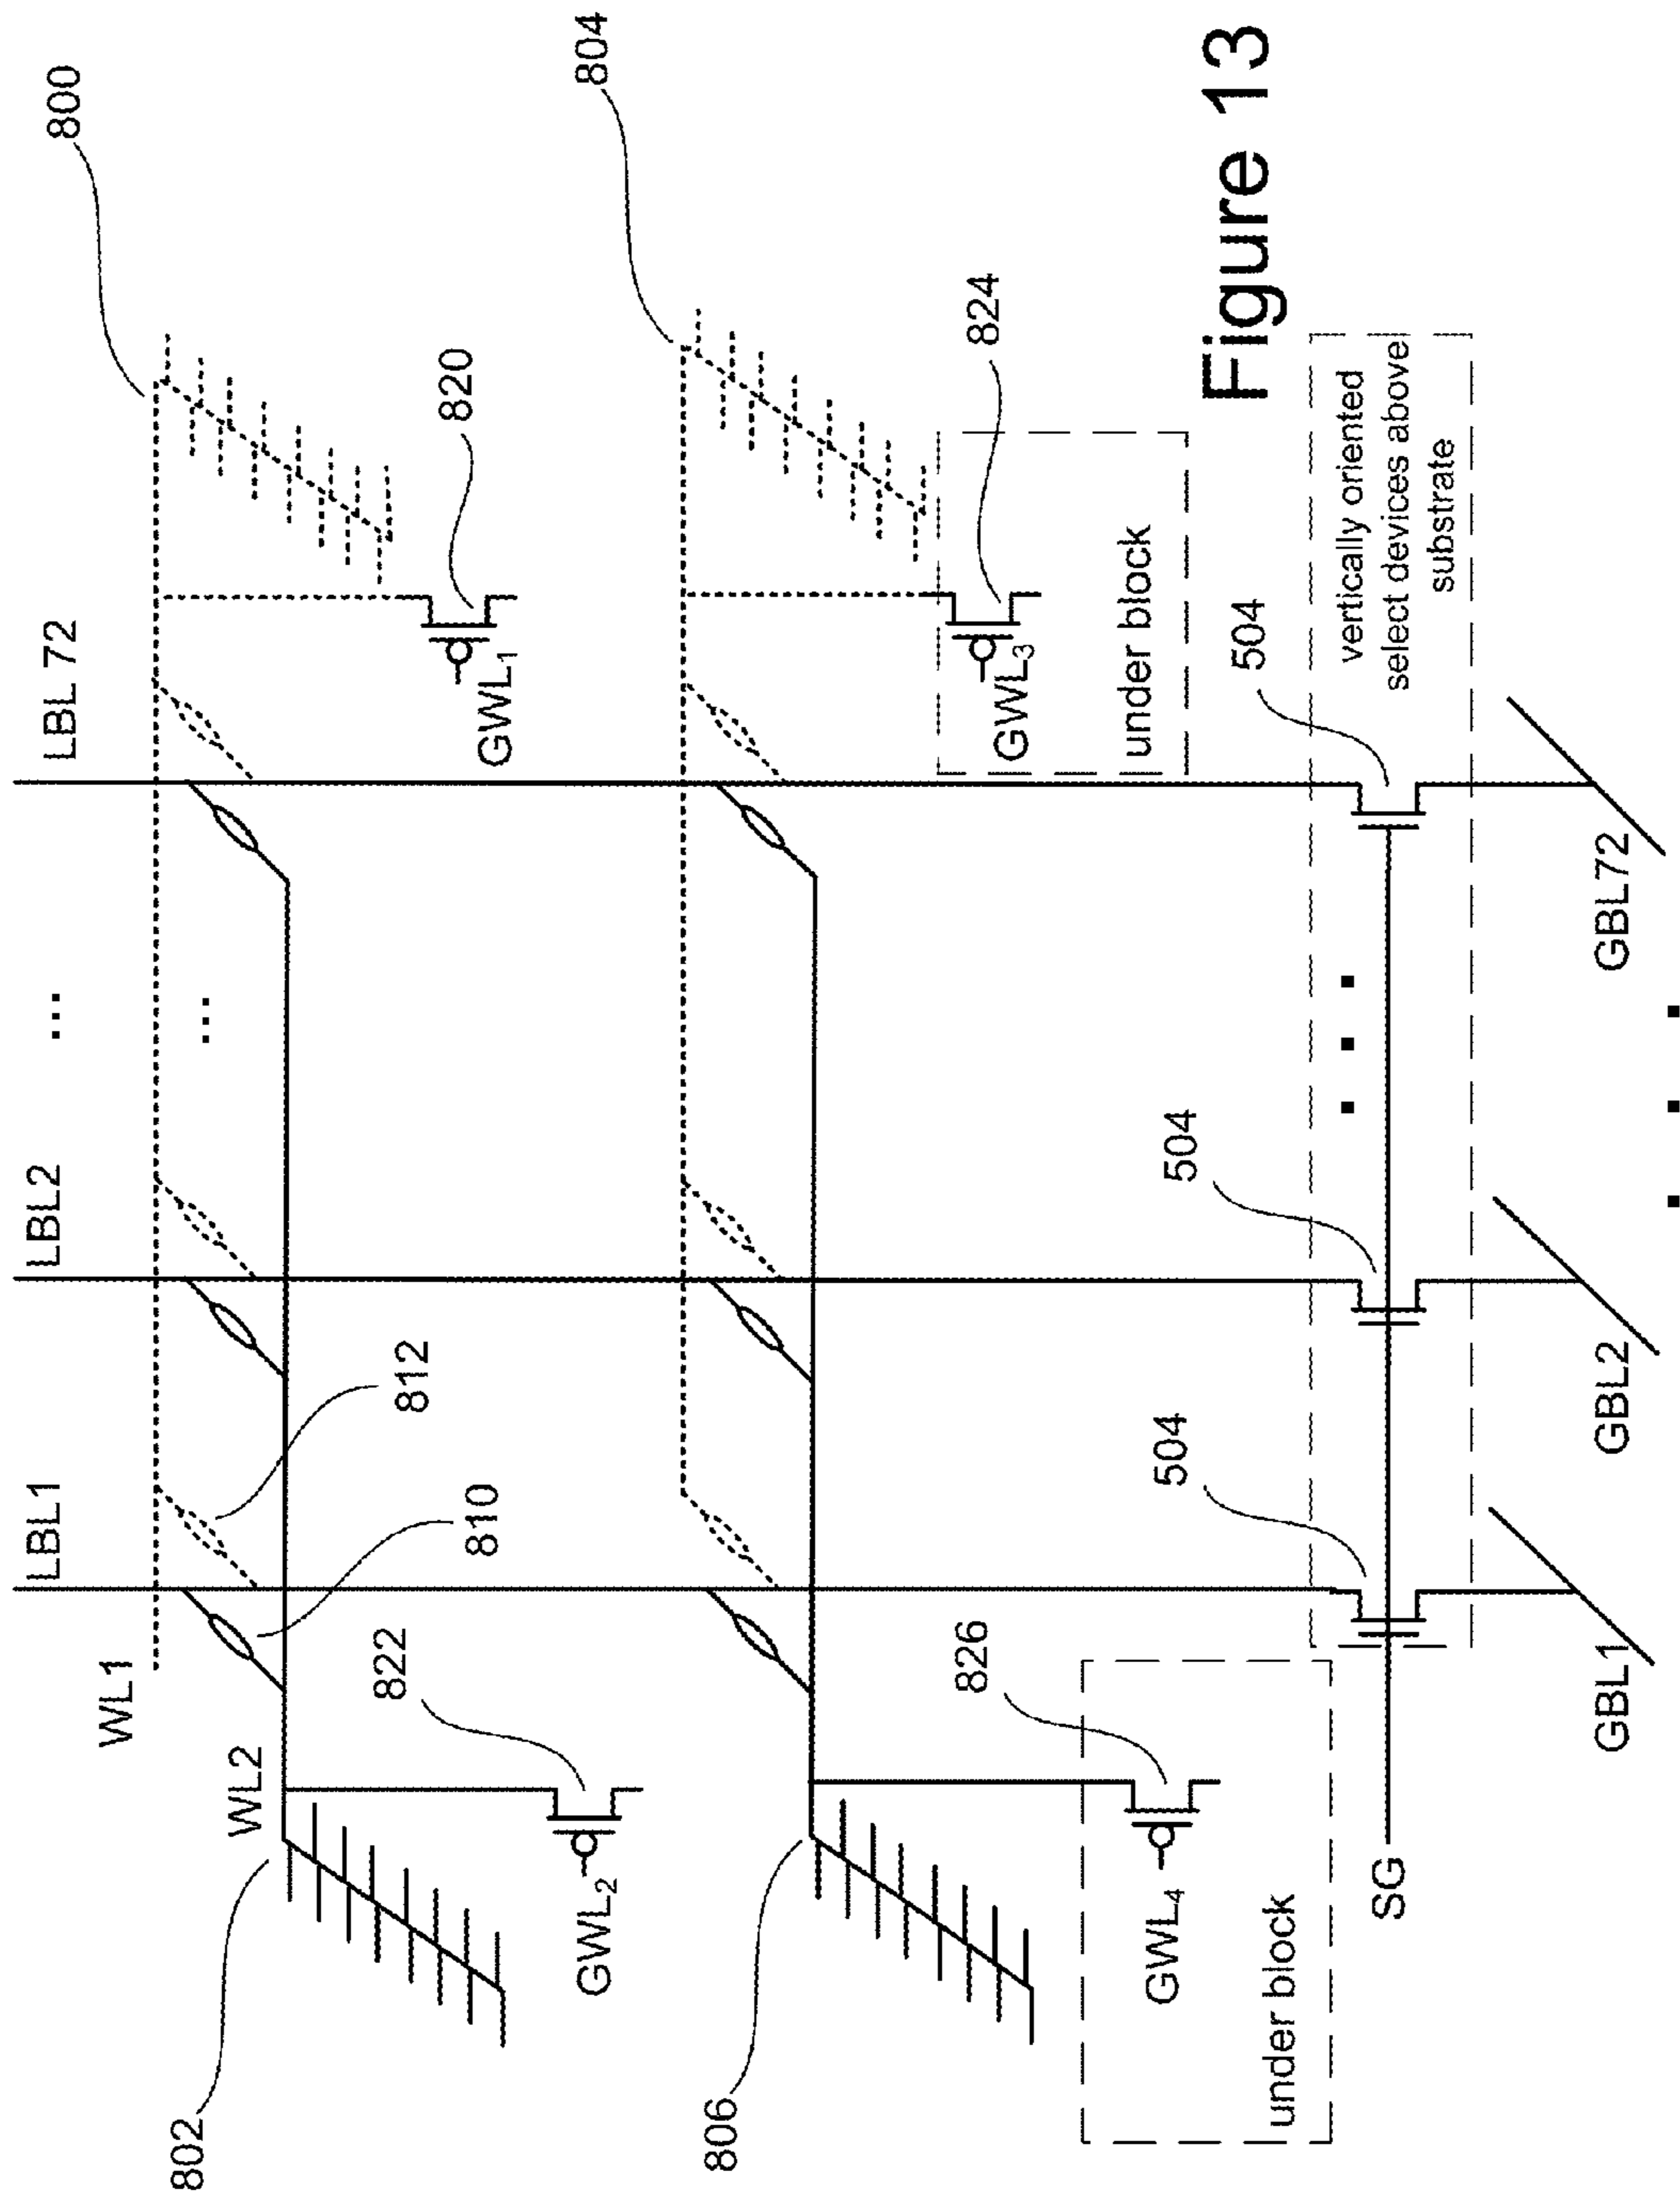 LBL1
LBL2
...
LBL 72
800
WL1
...
812
810
802
WL2
822
GWL2
820
GWL1
804
806
826
GWL4
under block
824
GWL3
under block
504
504
504
vertically oriented
select devices above
substrate
SG
GBL1
GBL2
GBL72
Figure 13